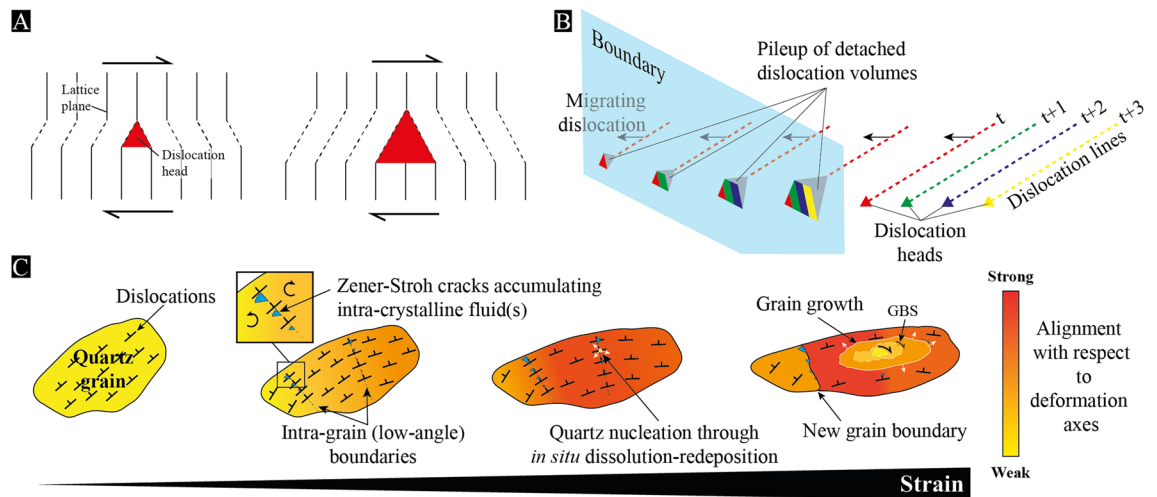 A
Lattice
plane
Dislocation
head
B
Boundary
Pileup of detached
dislocation volumes
Migrating
dislocation
t
t+1
t+2
t+3
Dislocation lines
Dislocation
heads
C
Dislocations
Quartz
grain
Zener-Stroh cracks accumulating
intra-crystalline fluid(s)
Intra-grain (low-angle)
boundaries
Quartz nucleation through
in situ dissolution-redeposition
Grain growth
GBS
New grain boundary
Strong
Alignment
with respect
to
deformation
axes
Weak
Strain